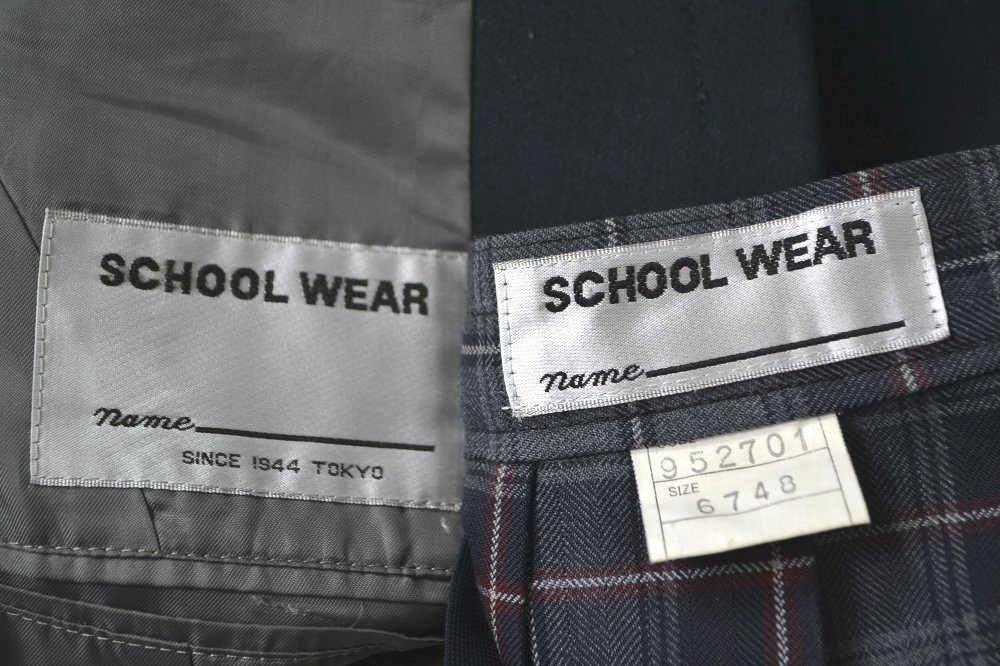 SCHOOL WEAR
name
SINCE 1944 TOKYO
SCHOOL WEAR
name
952701
SIZE
6748